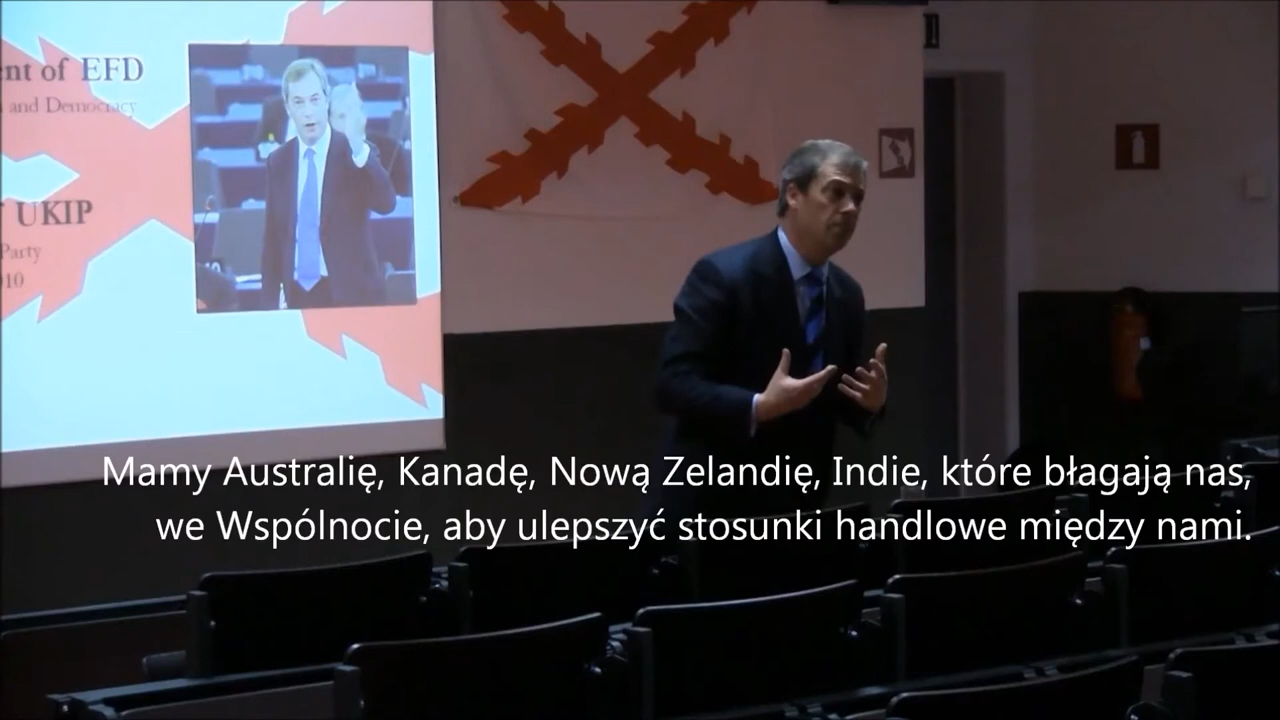 nt of EFD
and Democracy
UKIP
Party
10
Mamy Australię, Kanadę, Nową Zelandię, Indie, które błagają nas,
we Wspólnocie, aby ulepszyć stosunki handlowe między nami.